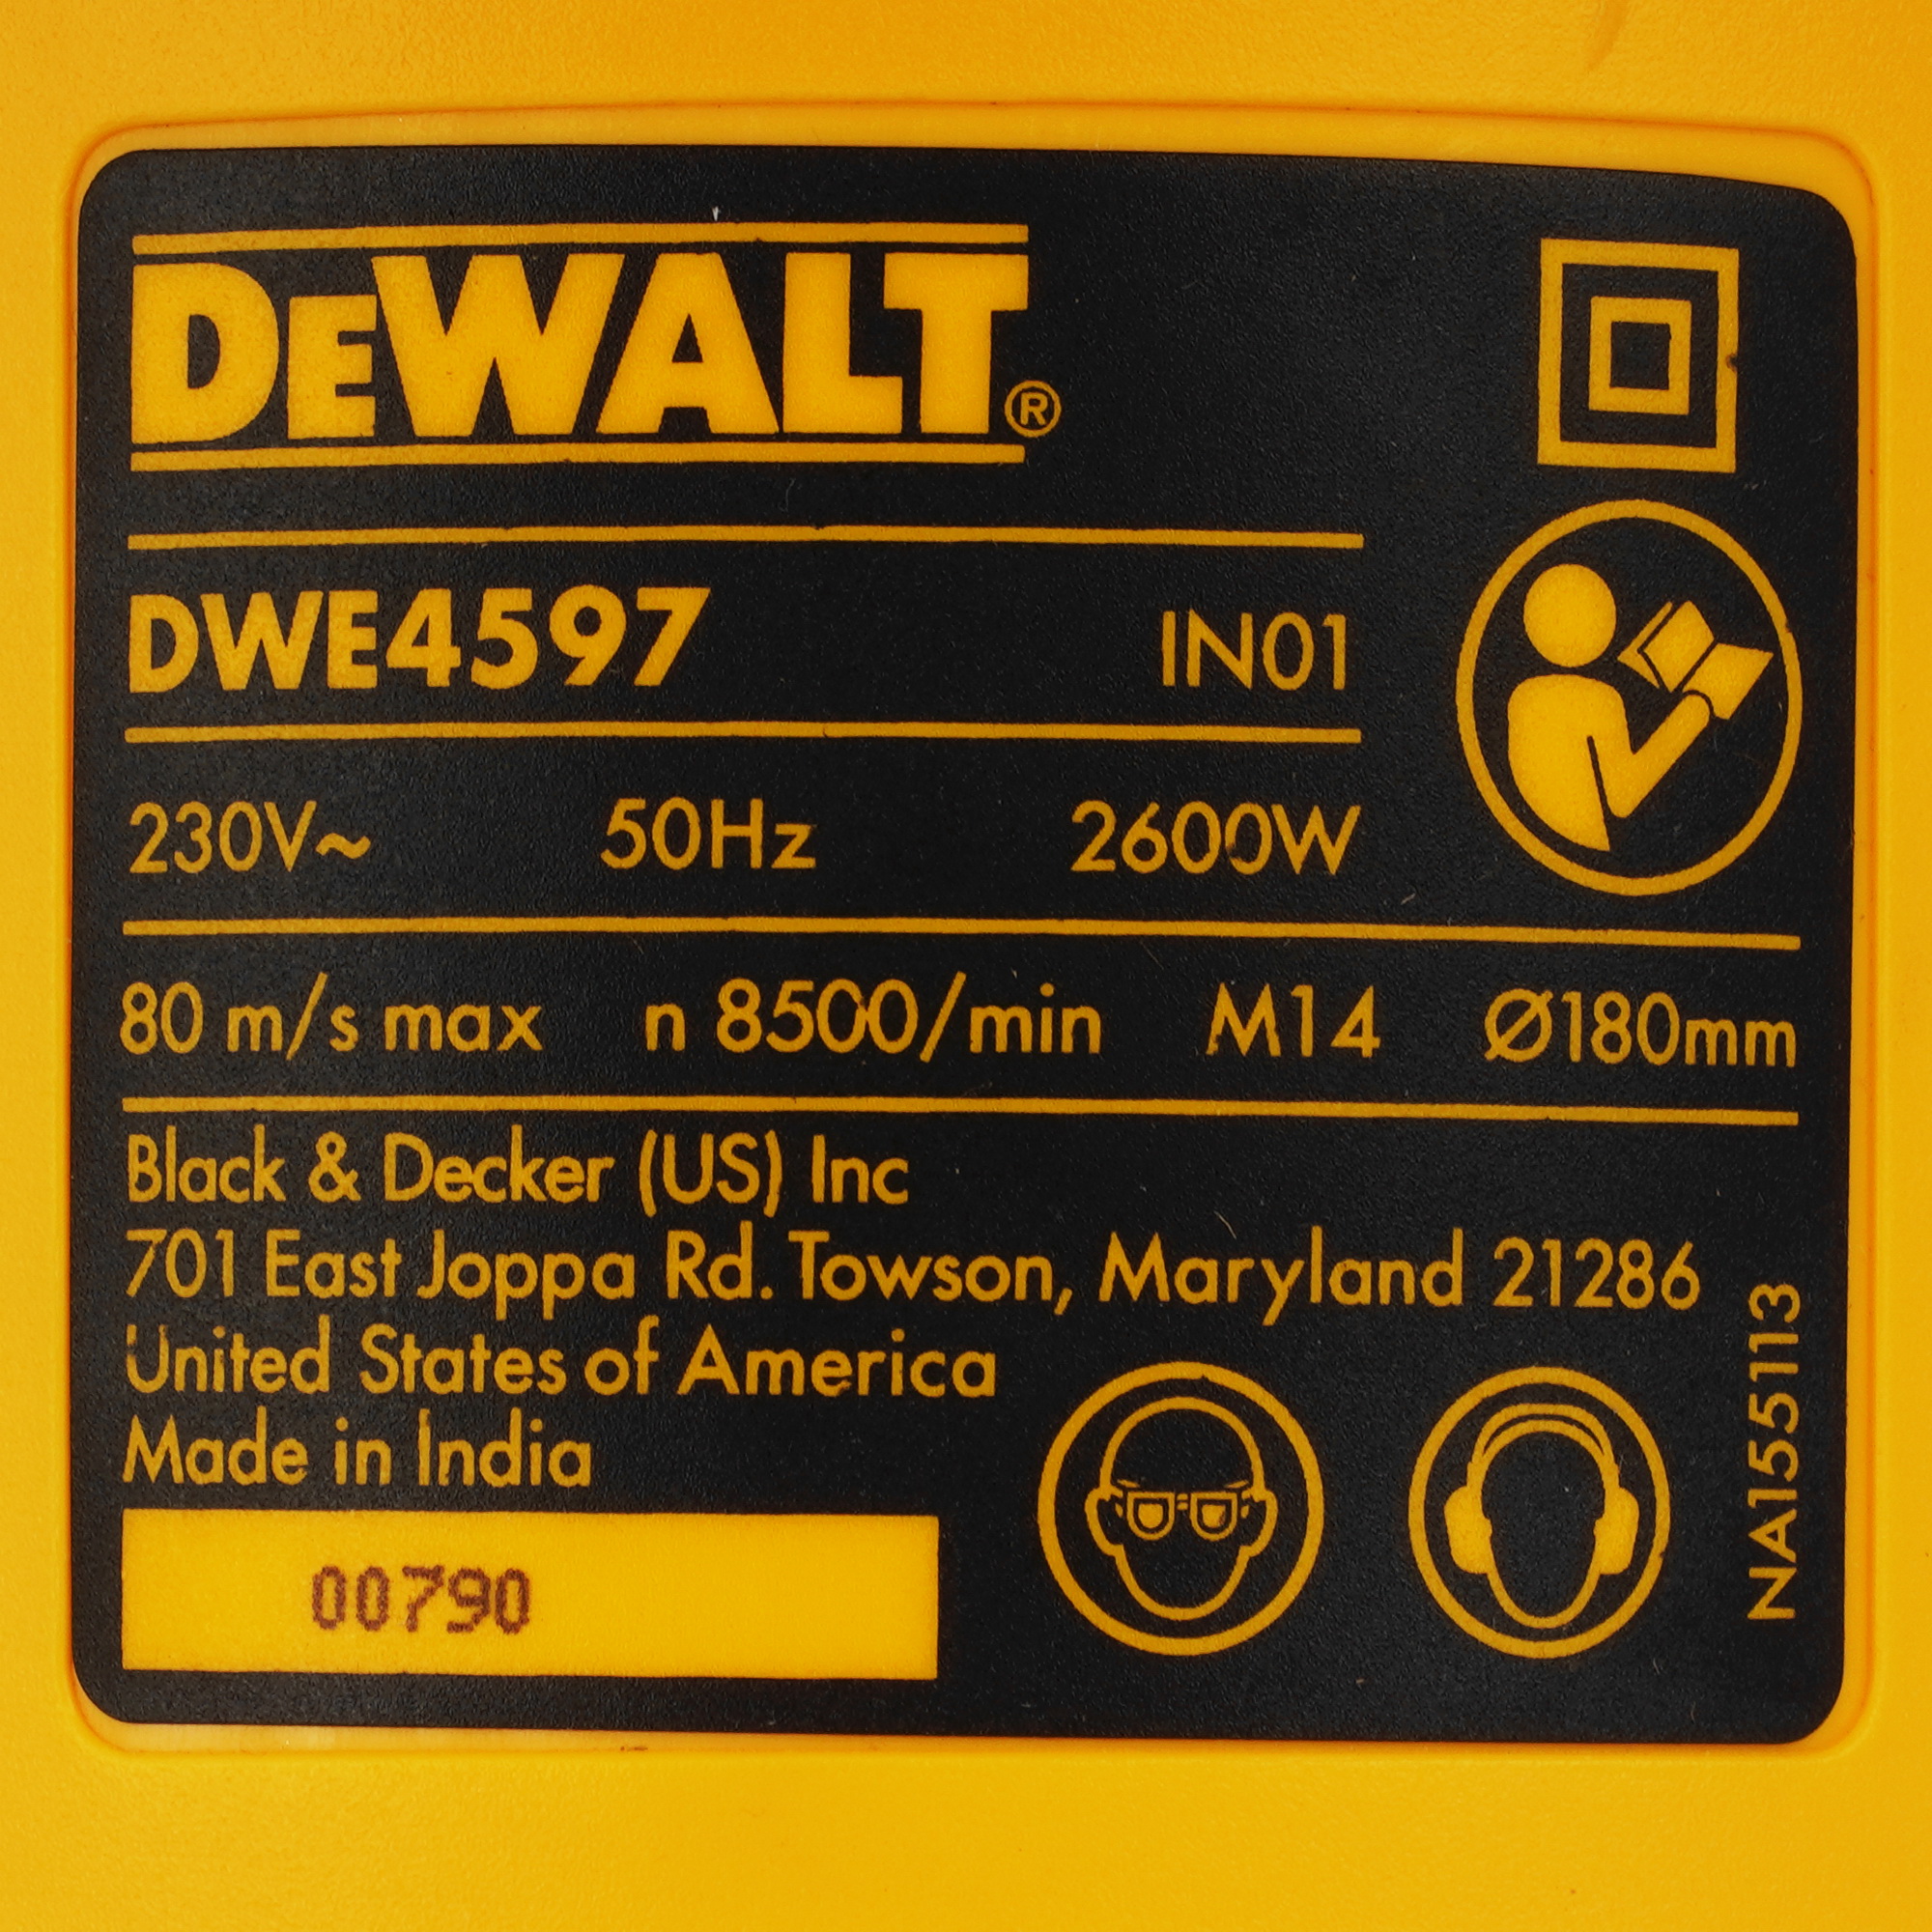 DEWALT®
DWE4597 IN01
230V~ 50Hz 2600W
80 m/s max n 8500/min M14 Ø180mm
Black & Decker (US) Inc
701 East Joppa Rd. Towson, Maryland 21286
United States of America
Made in India
00790
NA155113